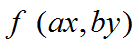 f (ax, by)